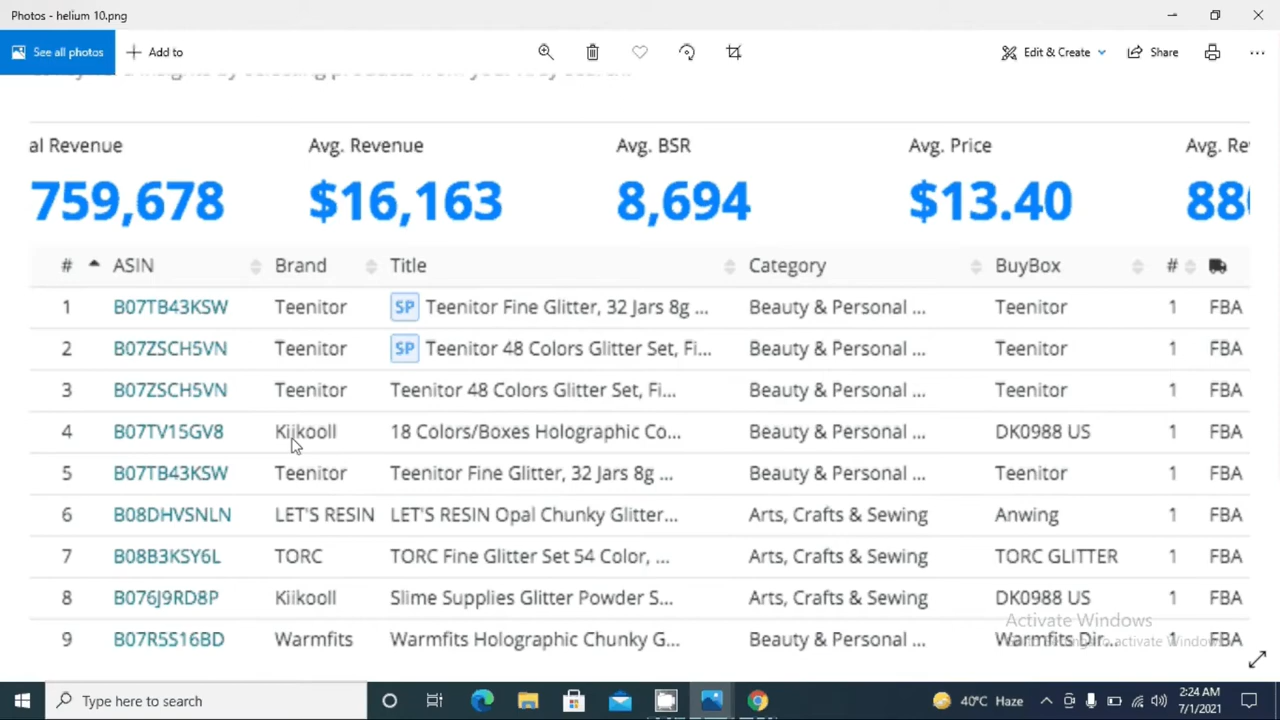 Photos - helium 10.png
See all photos
Add to
Edit & Create
Share
al Revenue Avg. Revenue Avg. BSR Avg. Price Avg. Re
759,678 $16,163 8,694 $13.40 880
# ASIN Brand Title Category BuyBox #
1 B07TB43KSW Teenitor SP Teenitor Fine Glitter, 32 Jars 8g ... Beauty & Personal ... Teenitor 1 FBA
2 B07ZSCH5VN Teenitor SP Teenitor 48 Colors Glitter Set, Fi... Beauty & Personal ... Teenitor 1 FBA
3 B07ZSCH5VN Teenitor Teenitor 48 Colors Glitter Set, Fi... Beauty & Personal ... Teenitor 1 FBA
4 B07TV15GV8 Kiikooll 18 Colors/Boxes Holographic Co... Beauty & Personal ... DK0988 US 1 FBA
5 B07TB43KSW Teenitor Teenitor Fine Glitter, 32 Jars 8g ... Beauty & Personal ... Teenitor 1 FBA
6 B08DHVSNLN LET'S RESIN LET'S RESIN Opal Chunky Glitter... Arts, Crafts & Sewing Anwing 1 FBA
7 B08B3KSY6L TORC TORC Fine Glitter Set 54 Color, ... Arts, Crafts & Sewing TORC GLITTER 1 FBA
8 B076J9RD8P Kiikooll Slime Supplies Glitter Powder S... Arts, Crafts & Sewing DK0988 US 1 FBA
9 B07R5S16BD Warmfits Warmfits Holographic Chunky G... Beauty & Personal ... Warmfits Dir... 1 FBA
Activate Windows
activate Windows
Type here to search
40°C Haze
2:24 AM
7/1/2021